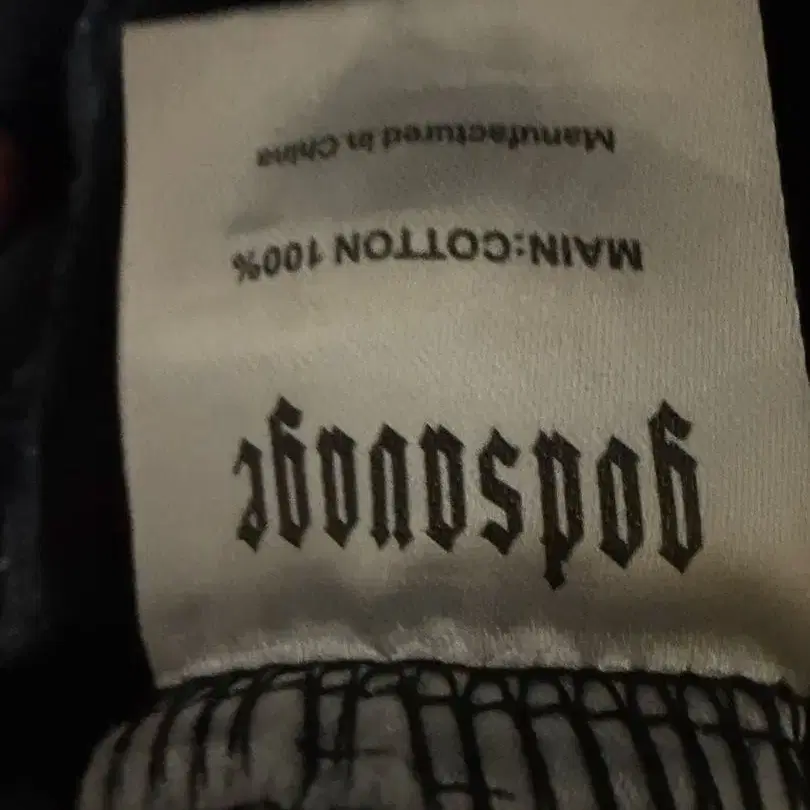 godsavage
MAIN:COTTON 100%
Manufactured in China